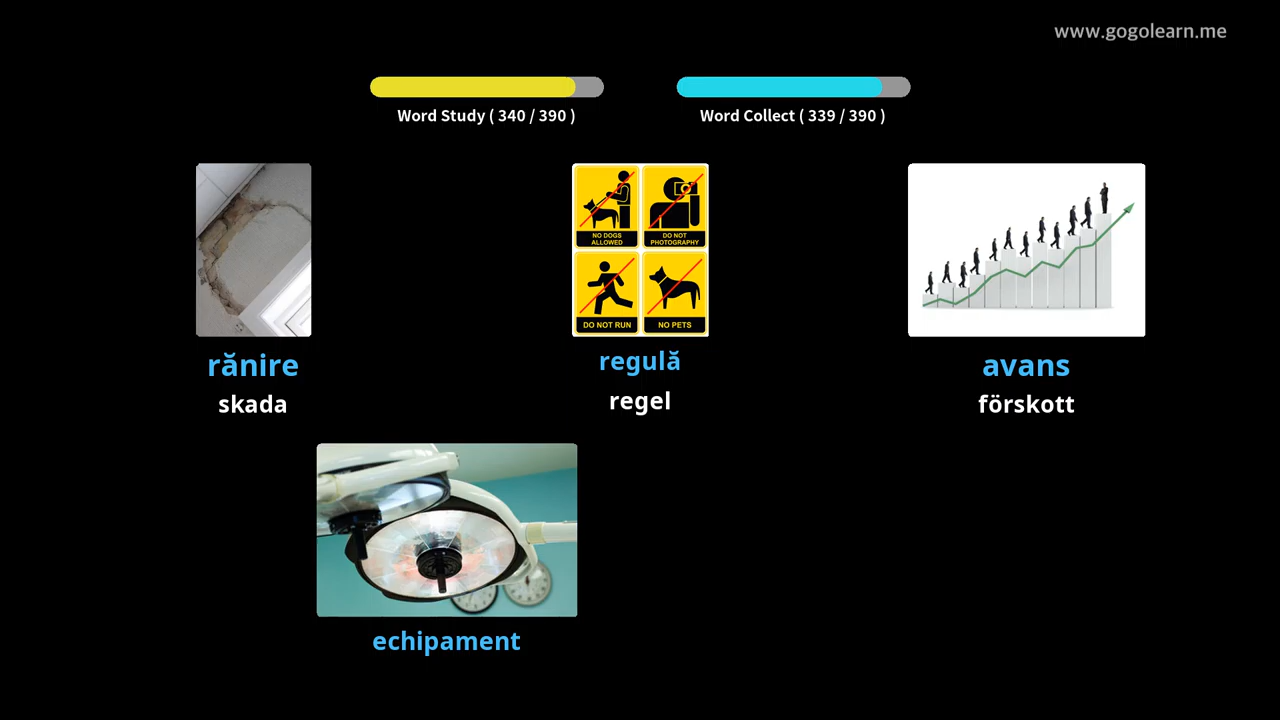 www.gogolearn.me
Word Study ( 340 / 390 )
Word Collect ( 339 / 390 )
NO DOGS
ALLOWED
DO NOT
PHOTOGRAPHY
DO NOT RUN
NO PETS
rănire
regulă
avans
skada
regel
förskott
echipament